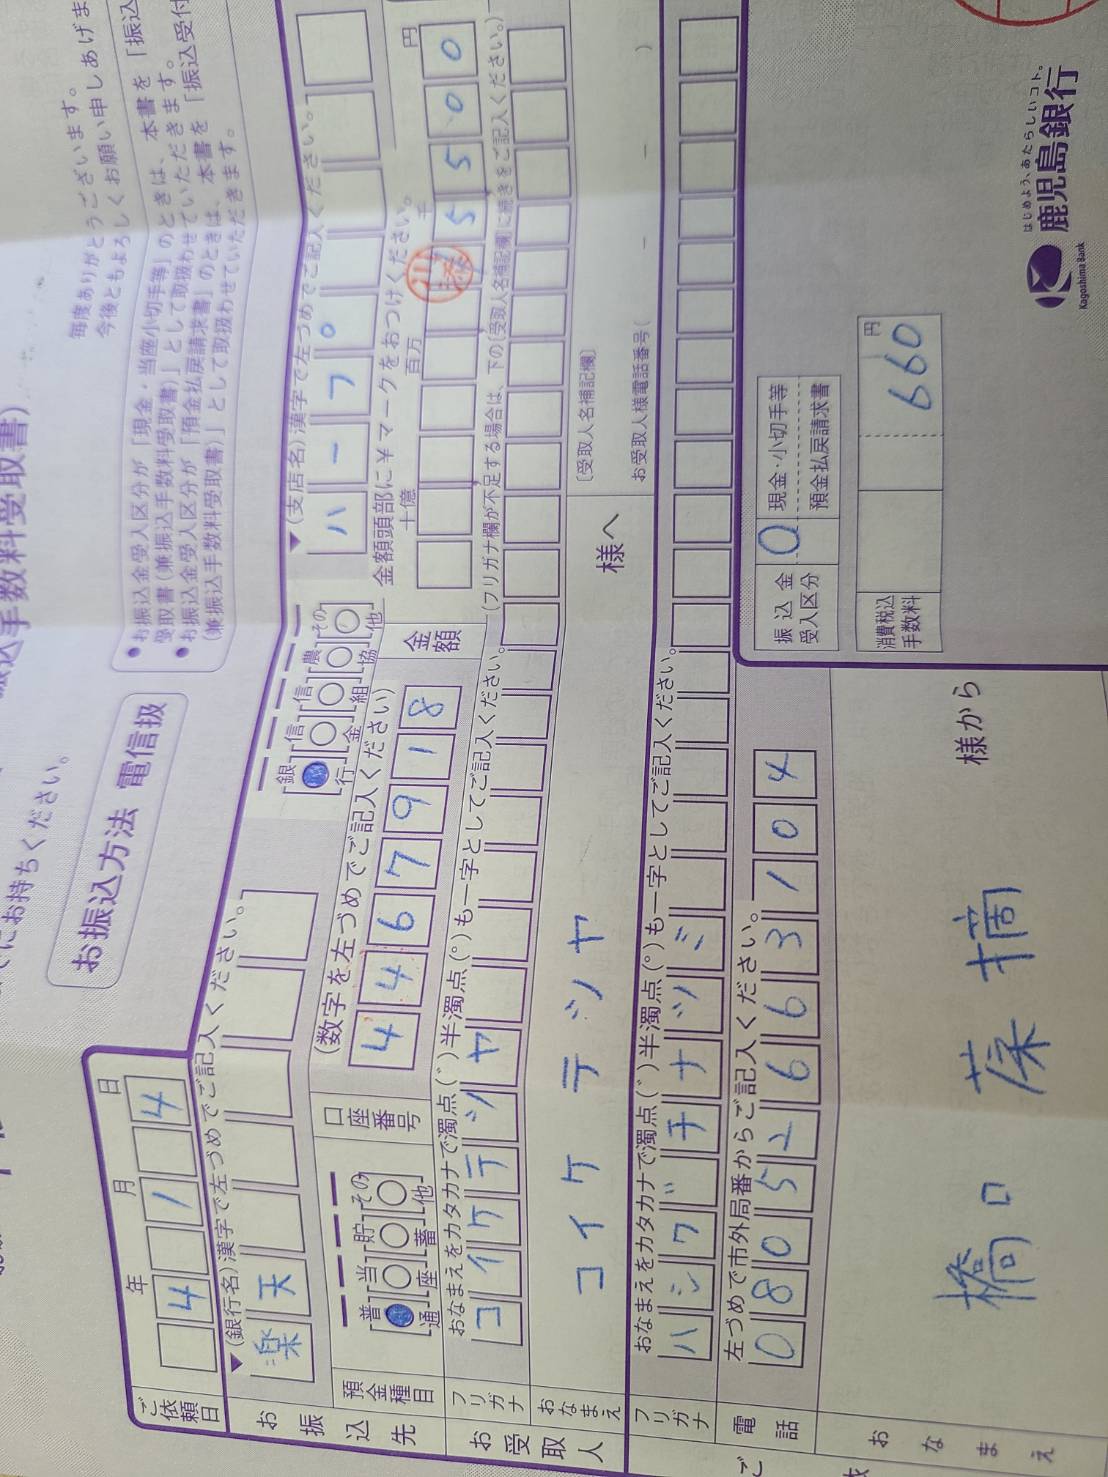 込手数料受取書)
にお持ちください。
毎度ありがとうございます。
今後ともよろしくお願い申しあげま
お振込方法 電信扱
●お振込金受入区分が「現金・当座小切手等」のときは、本書を「振込
受取書(兼振込手数料受取書)」として取扱わせていただきます。
●お振込金受入区分が「預金払戻請求書」のときは、本書を「振込受付
(兼振込手数料受取書)」として取扱わせていただきます。
ご依頼日 年 月 日
4 1 4
お振込先
▼(銀行名)漢字で左づめでご記入ください。
楽天
銀行 信金 信組 農協 その他
▼(支店名)漢字で左づめでご記入ください。
ハ一70
預金種目 普通 当座 貯蓄 その他
口座番号
(数字を左づめでご記入ください)
4467918
金額
金額頭部に¥マークをおつけください。
十億 百万 千 円
5500
お受取人
フリガナ
おなまえをカタカナで濁点(゛)半濁点(゜)も一字としてご記入ください。
(フリガナ欄が不足する場合は、下の〔受取人名補記欄〕に続きをご記入ください。)
コイケテツヤ
おなまえ
コイケ テツヤ
様へ
〔受取人名補記欄〕
お受取人様電話番号( - - )
フリガナ
おなまえをカタカナで濁点(゛)半濁点(゜)も一字としてご記入ください。
ハシク゛チナツミ
電話
左づめで市外局番からご記入ください。
08052663104
おなまえ
橋口 菜摘
様から
振込金受入区分
0 現金・小切手等
預金払戻請求書
消費税込手数料
円
660
はじめよう、あたらしいコト。
鹿児島銀行
Kagoshima Bank